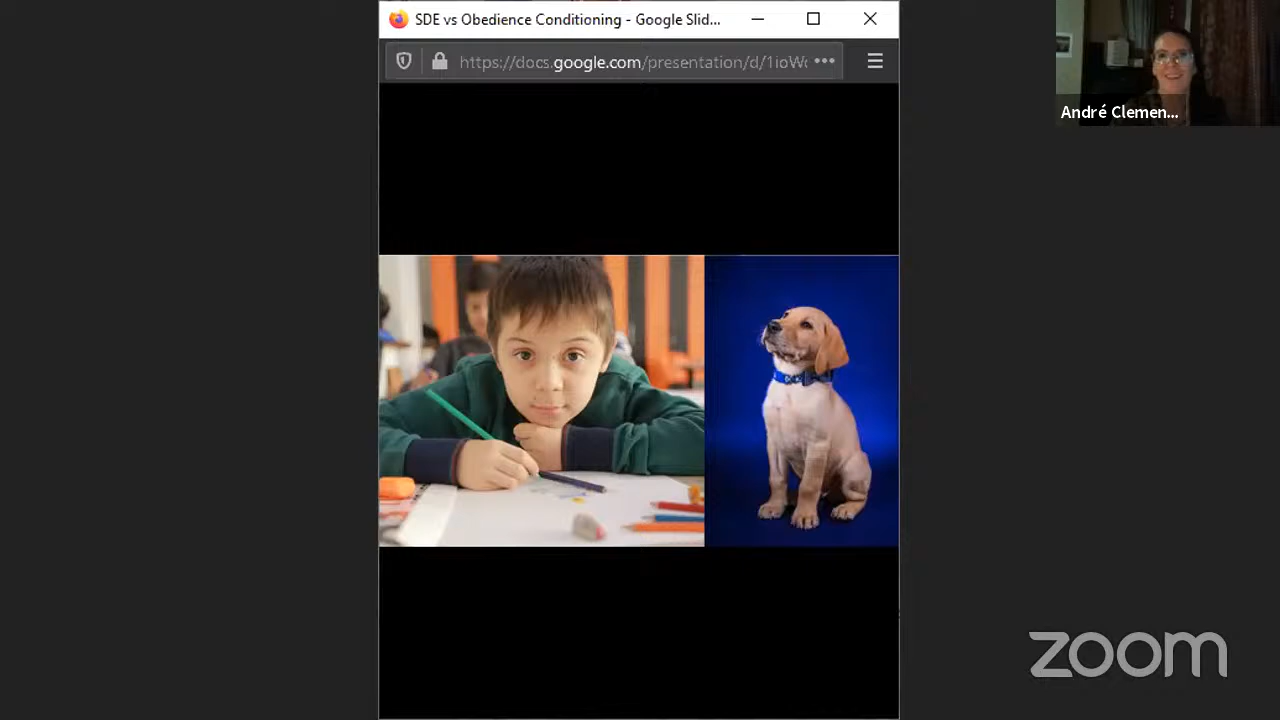 SDE vs Obedience Conditioning - Google Slid...
https://docs.google.com/presentation/d/1ioW
André Clemen...
zoom